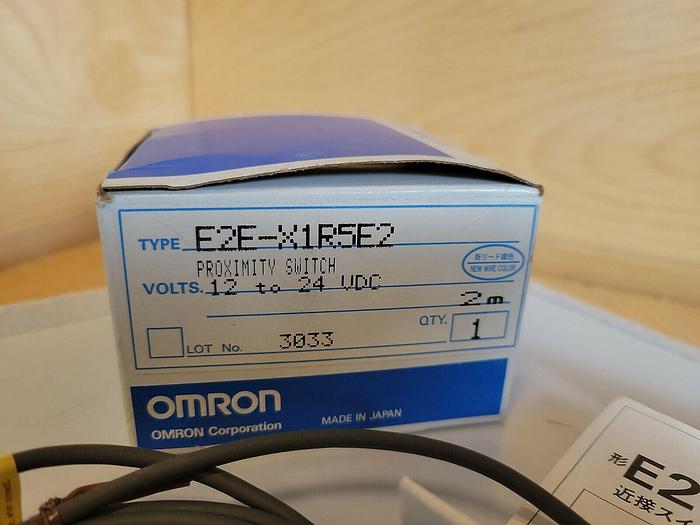 TYPE E2E-X1R5E2
PROXIMITY SWITCH
新リード線色
NEW WIRE COLOR
VOLTS. 12 to 24 VDC
2m
QTY. 1
LOT No. 3033
OMRON
OMRON Corporation
MADE IN JAPAN
形 E2
近接ス